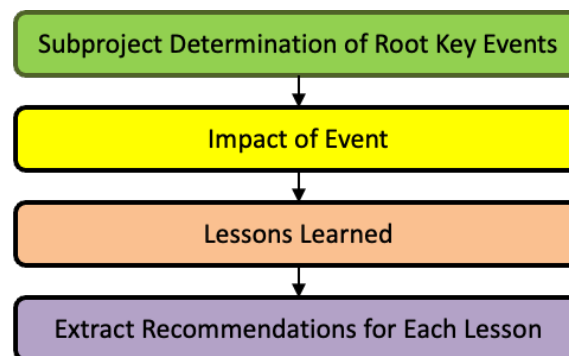 Subproject Determination of Root Key Events
Impact of Event
Lessons Learned
Extract Recommendations for Each Lesson